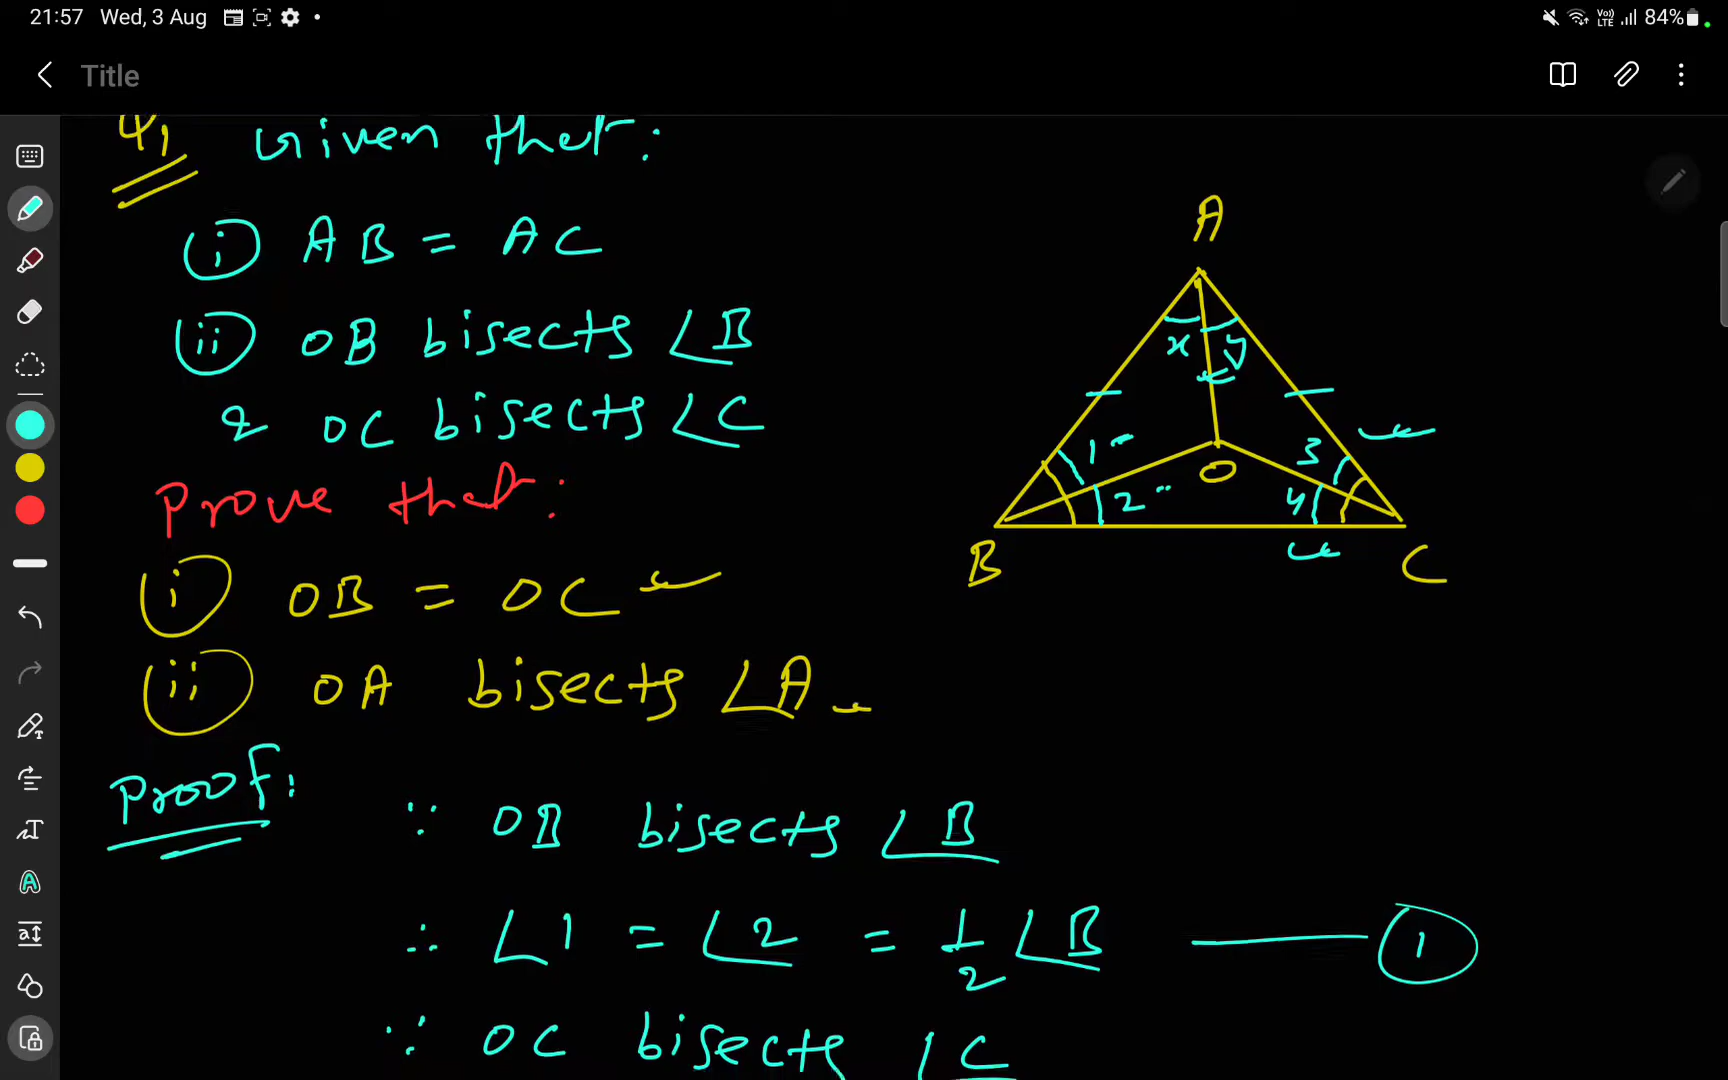 21:57 Wed, 3 Aug
84%
Title
Given that:
(i) AB = AC
(ii) OB bisects ∠B
& OC bisects ∠C
Prove that:
(i) OB = OC
(ii) OA bisects ∠A
Proof:
∵ OB bisects ∠B
∴ ∠1 = ∠2 = 1/2 ∠B ——— (1)
∵ OC bisects ∠C
A
x y
1 3
O
2 4
B C